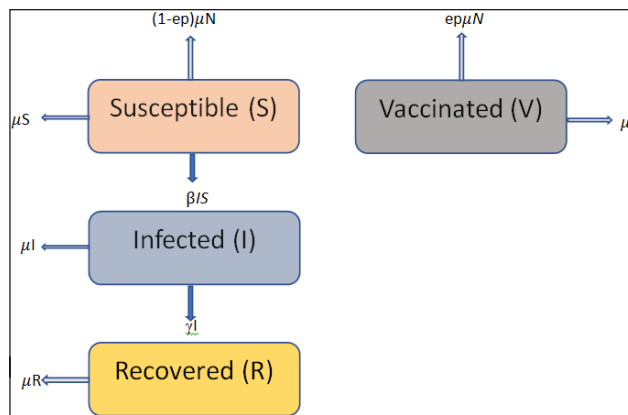 (1-ep)μN
epμN
Susceptible (S)
Vaccinated (V)
μS
μ
βIS
Infected (I)
μI
γI
Recovered (R)
μR